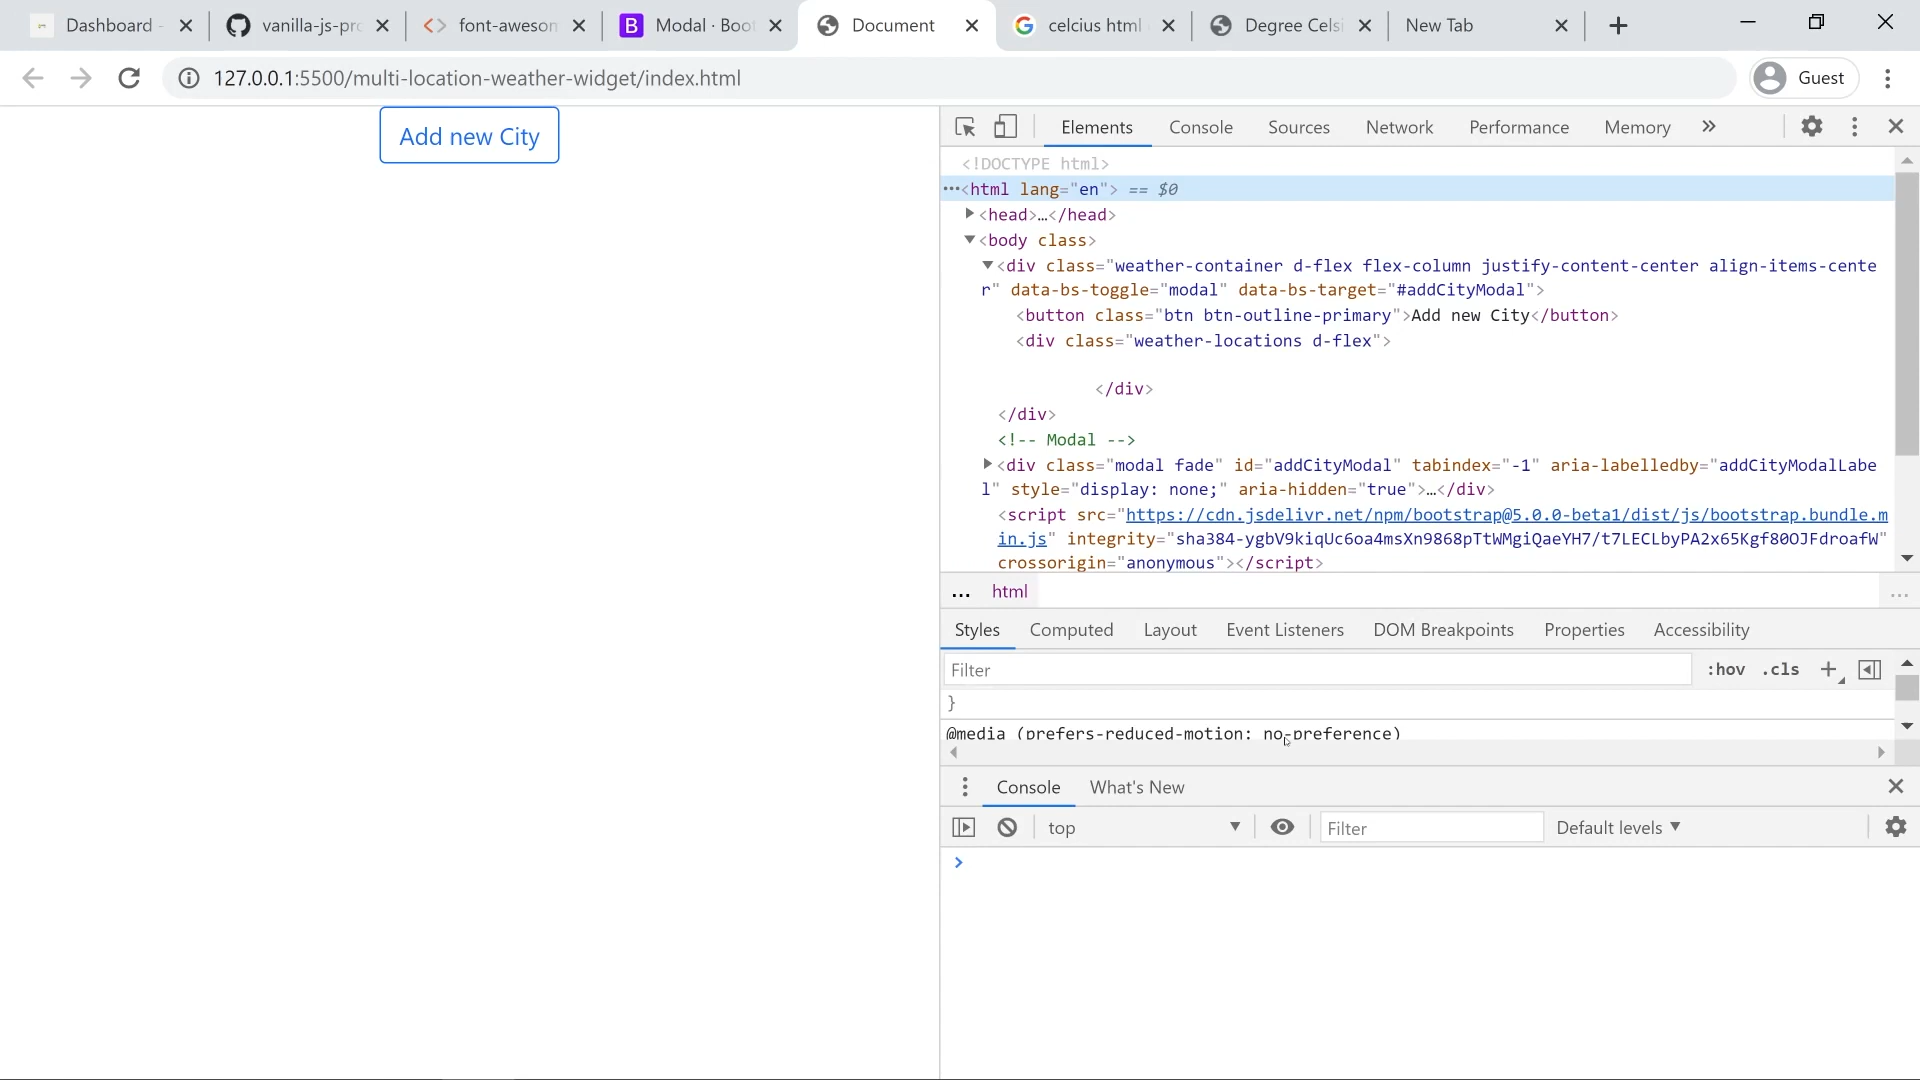 Dashboard -
vanilla-js-pro
font-awesom
Modal · Boot
Document
celcius html
Degree Celsi
New Tab
127.0.0.1:5500/multi-location-weather-widget/index.html
Guest
Add new City
Elements Console Sources Network Performance Memory »
<!DOCTYPE html>
…<html lang="en"> == $0
<head>…</head>
<body class>
<div class="weather-container d-flex flex-column justify-content-center align-items-cente
r" data-bs-toggle="modal" data-bs-target="#addCityModal">
<button class="btn btn-outline-primary">Add new City</button>
<div class="weather-locations d-flex">
</div>
</div>
<!-- Modal -->
<div class="modal fade" id="addCityModal" tabindex="-1" aria-labelledby="addCityModalLabe
l" style="display: none;" aria-hidden="true">…</div>
<script src="https://cdn.jsdelivr.net/npm/bootstrap@5.0.0-beta1/dist/js/bootstrap.bundle.m
in.js" integrity="sha384-ygbV9kiqUc6oa4msXn9868pTtWMgiQaeYH7/t7LECLbyPA2x65Kgf80OJFdroafW"
crossorigin="anonymous"></script>
... html ...
Styles Computed Layout Event Listeners DOM Breakpoints Properties Accessibility
Filter :hov .cls +
}
@media (prefers-reduced-motion: no-preference)
Console What's New
top Filter Default levels